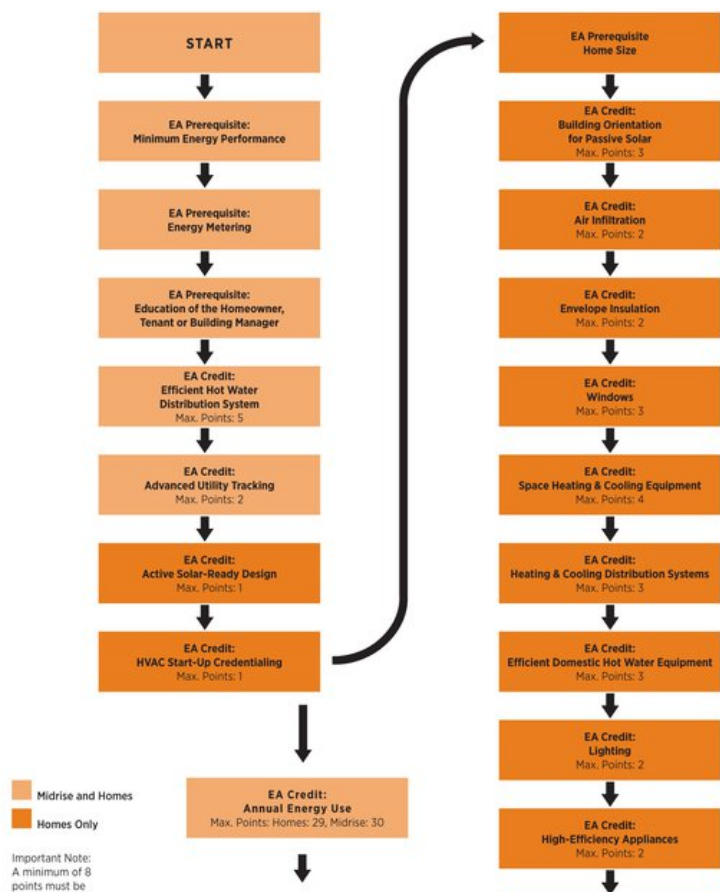 START
EA Prerequisite:
Minimum Energy Performance
EA Prerequisite:
Energy Metering
EA Prerequisite:
Education of the Homeowner,
Tenant or Building Manager
EA Credit:
Efficient Hot Water
Distribution System
Max. Points: 5
EA Credit:
Advanced Utility Tracking
Max. Points: 2
EA Credit:
Active Solar-Ready Design
Max. Points: 1
EA Credit:
HVAC Start-Up Credentialing
Max. Points: 1
EA Credit:
Annual Energy Use
Max. Points: Homes: 29, Midrise: 30
Midrise and Homes
Homes Only
Important Note:
A minimum of 8
points must be
EA Prerequisite
Home Size
EA Credit:
Building Orientation
for Passive Solar
Max. Points: 3
EA Credit:
Air Infiltration
Max. Points: 2
EA Credit:
Envelope Insulation
Max. Points: 2
EA Credit:
Windows
Max. Points: 3
EA Credit:
Space Heating & Cooling Equipment
Max. Points: 4
EA Credit:
Heating & Cooling Distribution Systems
Max. Points: 3
EA Credit:
Efficient Domestic Hot Water Equipment
Max. Points: 3
EA Credit:
Lighting
Max. Points: 2
EA Credit:
High-Efficiency Appliances
Max. Points: 2